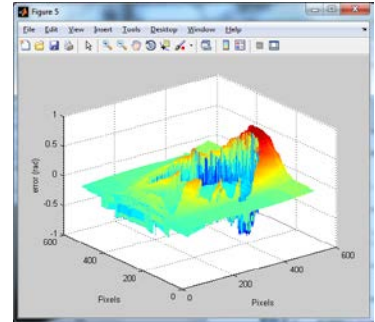 Figure 5
File Edit View Insert Tools Desktop Window Help
1
0.5
0
-0.5
-1
error (rad)
600
400
200
0
Pixels
0
200
400
600
Pixels